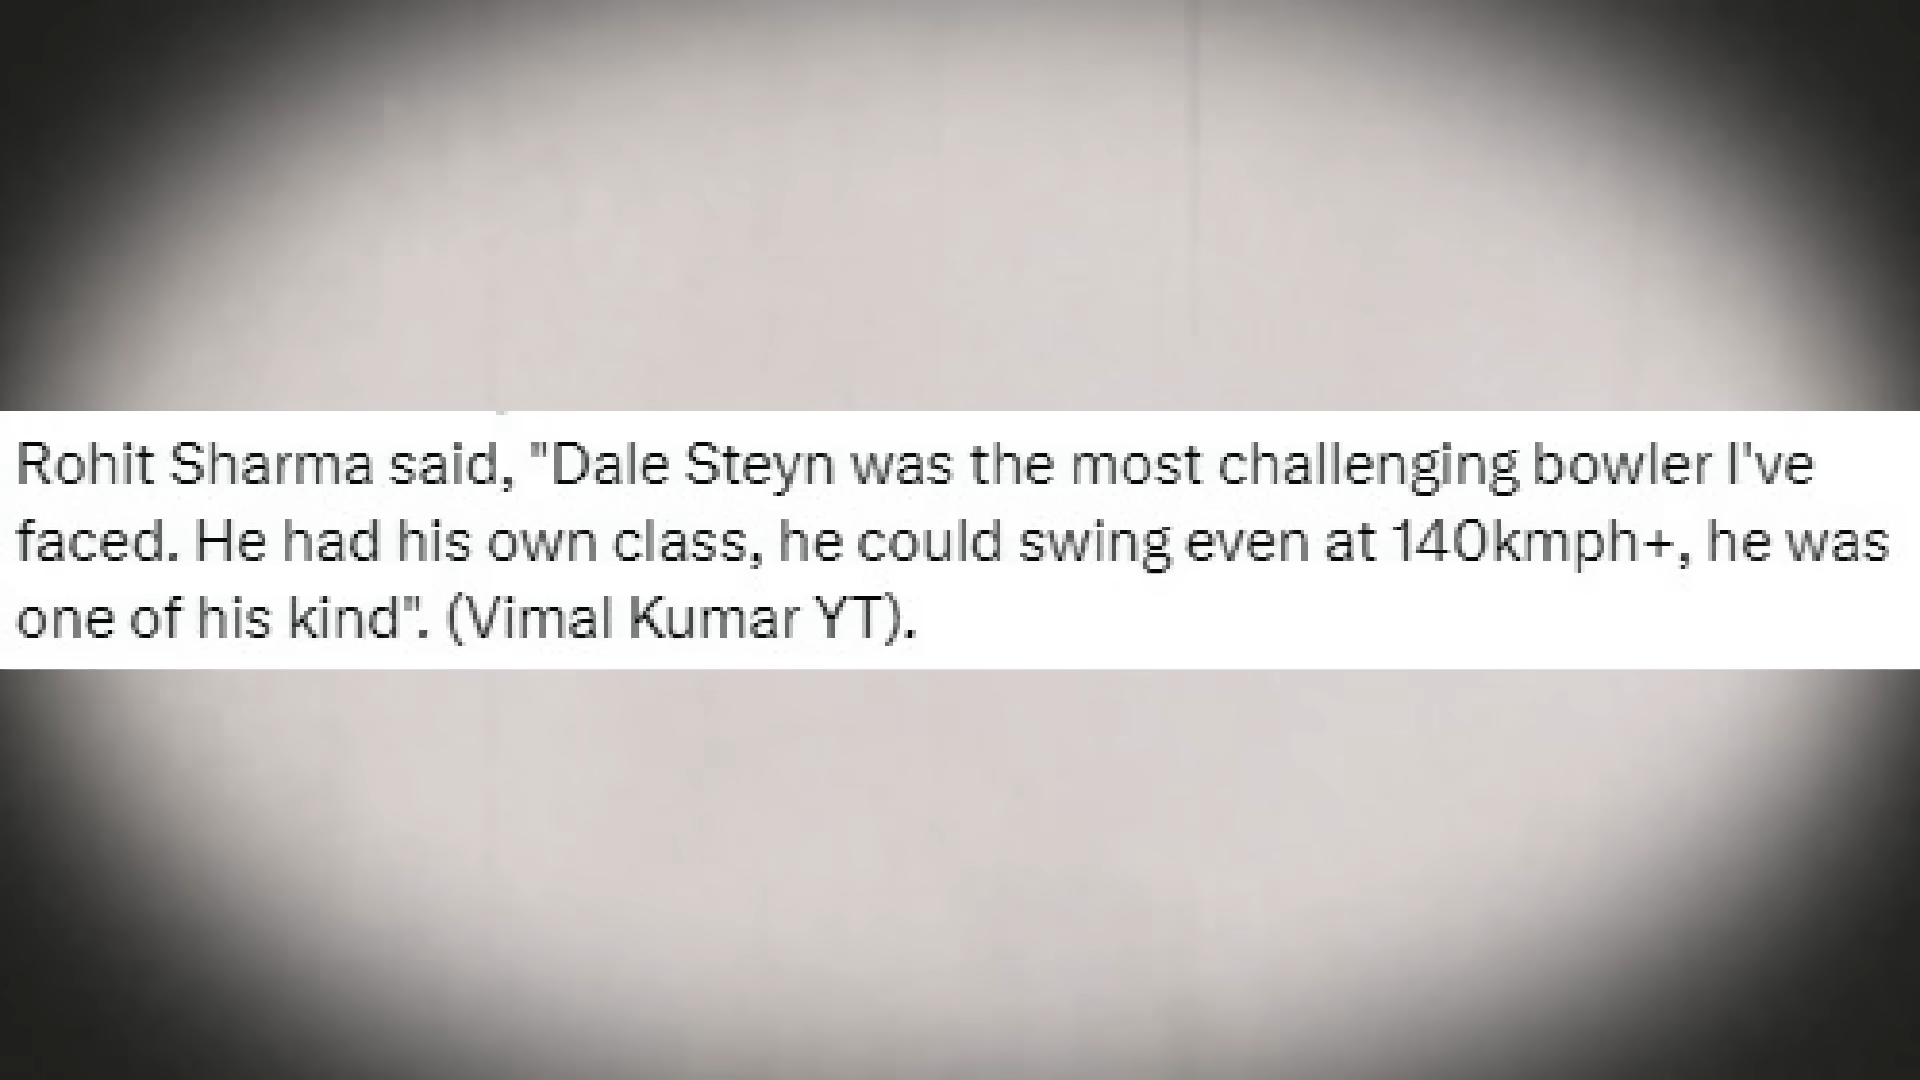 Rohit Sharma said, "Dale Steyn was the most challenging bowler I've
faced. He had his own class, he could swing even at 140kmph+, he was
one of his kind". (Vimal Kumar YT).